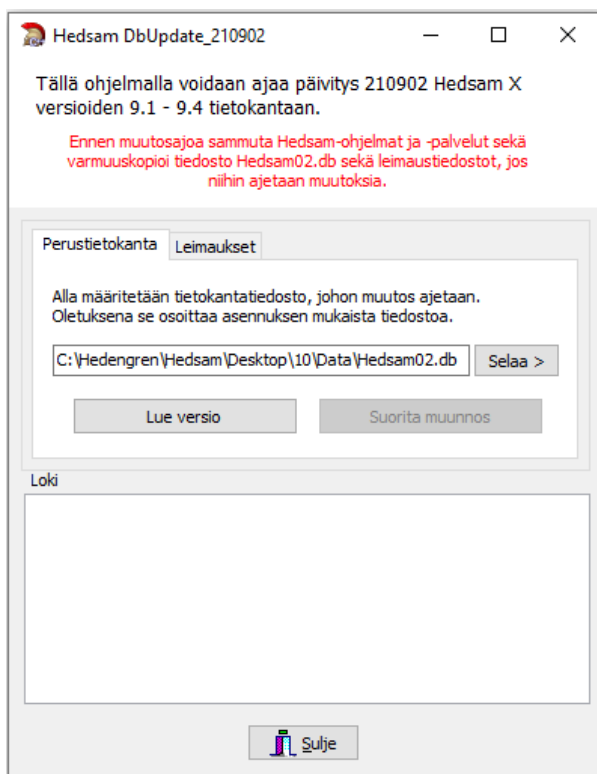 Hedsam DbUpdate_210902
Tällä ohjelmalla voidaan ajaa päivitys 210902 Hedsam X
versioiden 9.1 - 9.4 tietokantaan.
Ennen muutosajoa sammuta Hedsam-ohjelmat ja -palvelut sekä
varmuuskopioi tiedosto Hedsam02.db sekä leimaustiedostot, jos
niihin ajetaan muutoksia.
Perustietokanta
Leimaukset
Alla määritetään tietokantatiedosto, johon muutos ajetaan.
Oletuksena se osoittaa asennuksen mukaista tiedostoa.
C:\Hedengren\Hedsam\Desktop\10\Data\Hedsam02.db
Selaa >
Lue versio
Suorita muunnos
Loki
Sulje